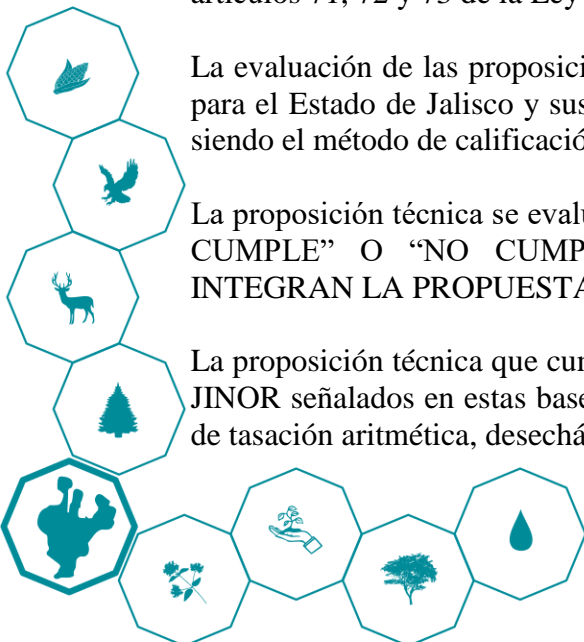 artículos 71, 72 y 73 de la Ley
La evaluación de las proposici
para el Estado de Jalisco y sus
siendo el método de calificació
La proposición técnica se evalu
CUMPLE” O “NO CUMP
INTEGRAN LA PROPUESTA
La proposición técnica que cum
JINOR señalados en estas base
de tasación aritmética, desechá